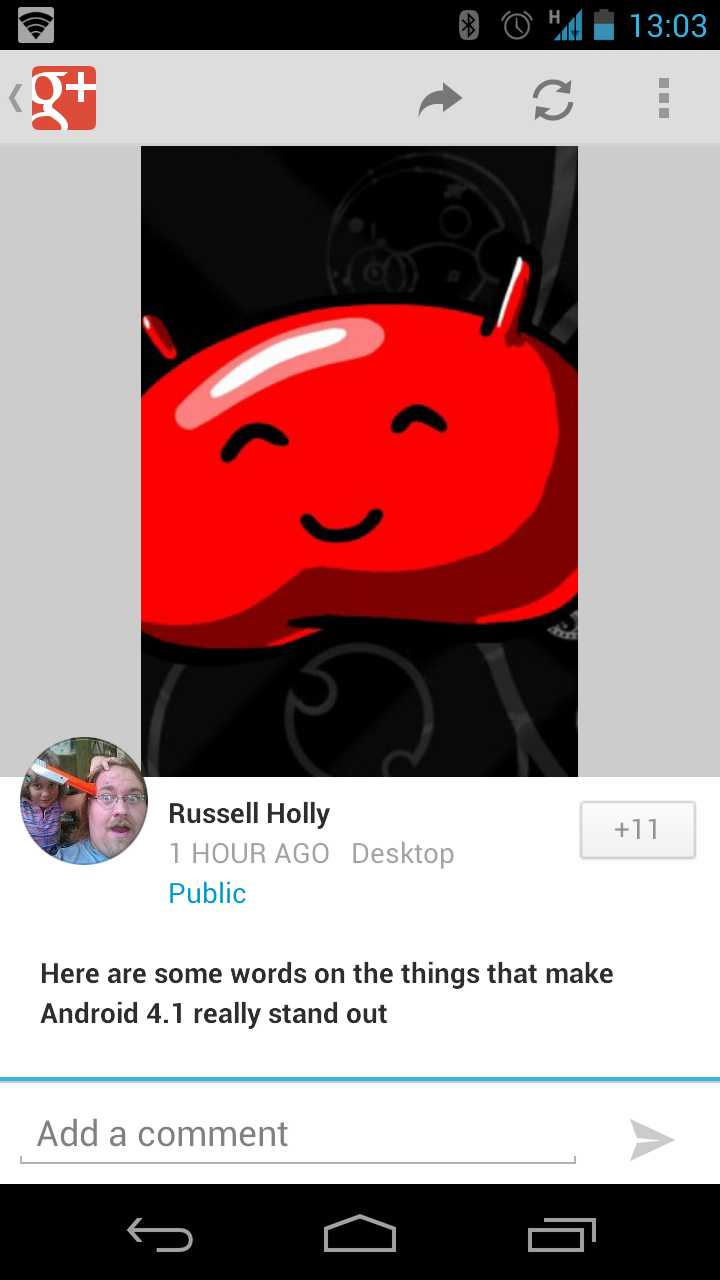 H 13:03
g+
Russell Holly
+11
1 HOUR AGO Desktop
Public
Here are some words on the things that make
Android 4.1 really stand out
Add a comment